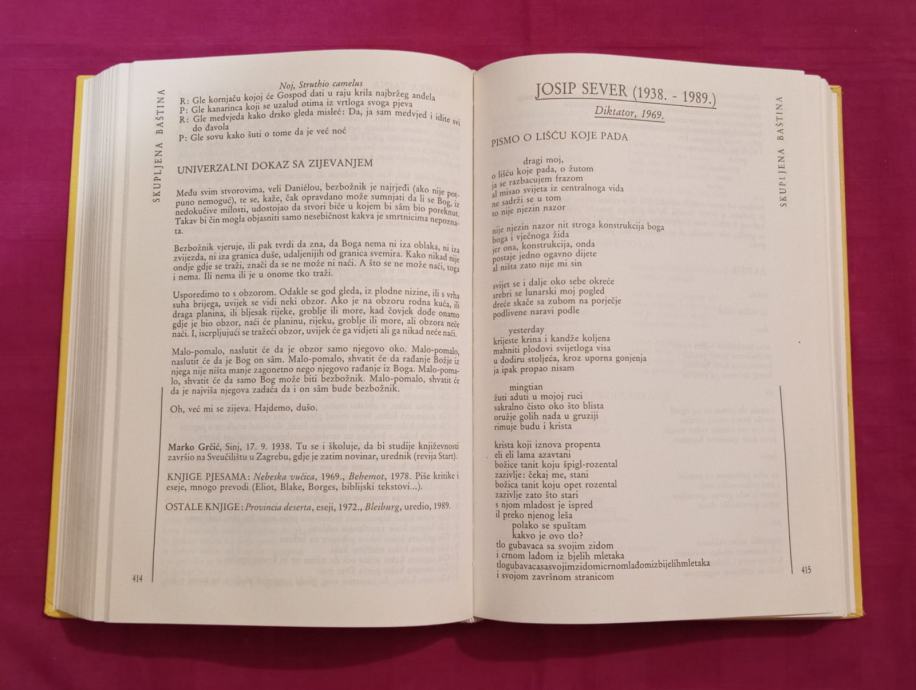 SKUPLJENA BAŠTINA
Noj, Struthio camelus
R: Gle kornjaču kojoj će Gospod dati u raju krila najbržeg anđela
P: Gle kanarinca koji se uzalud otima iz vrtloga svoga pjeva
R: Gle medvjeda kako drsko gleda misleć: Da, ja sam medvjed i idite svi
do đavola
P: Gle sovu kako šuti o tome da je već noć
UNIVERZALNI DOKAZ SA ZIJEVANJEM
Među svim stvorovima, veli Daniélou, bezbožnik je najrjeđi (ako nije pot-
puno nemoguć), te se, kaže, čak opravdano može sumnjati da li se Bog, iz
nedokučive milosti, udostojao da stvori biće u kojem bi sâm bio poreknut.
Takav bi čin mogla objasniti samo nesebičnost kakva je smrtnicima nepozna-
ta.
Bezbožnik vjeruje, ili pak tvrdi da zna, da Boga nema ni iza oblaka, ni iza
zvijezda, ni iza granica duše, udaljenijih od granica svemira. Kako nikad nije
ondje gdje se traži, znači da se ne može ni naći. A što se ne može naći, toga
i nema. Ili nema ili je u onome tko traži.
Usporedimo to s obzorom. Odakle se god gleda, iz plodne nizine, ili s vrha
suha brijega, uvijek se vidi neki obzor. Ako je na obzoru rodna kuća, ili
draga planina, ili bljesak rijeke, groblje ili more, kad čovjek dođe onamo
gdje je bio obzor, naći će planinu, rijeku, groblje ili more, ali obzora neće
naći. I, iscrpljujući se tražeći obzor, uvijek će ga vidjeti ali ga nikad neće naći.
Malo-pomalo, naslutit će da je obzor samo njegovo oko. Malo-pomalo,
naslutit će da je Bog on sâm. Malo-pomalo, shvatit će da rađanje Božje iz
njega nije ništa manje zagonetno nego njegovo rađanje iz Boga. Malo-poma-
lo, shvatit će da samo Bog može biti bezbožnik. Malo-pomalo, shvatit će
da je najviša njegova zadaća da i on sâm bude bezbožnik.
Oh, već mi se zijeva. Hajdemo, dušo.
Marko Grčić, Sinj, 17. 9. 1938. Tu se i školuje, da bi studije književnosti
završio na Sveučilištu u Zagrebu, gdje je zatim novinar, urednik (revija Start).
KNJIGE PJESAMA: Nebeska vučica, 1969., Behemot, 1978. Piše kritike i
eseje, mnogo prevodi (Eliot, Blake, Borges, biblijski tekstovi...).
OSTALE KNJIGE: Provincia deserta, eseji, 1972., Bleiburg, uredio, 1989.
414
JOSIP SEVER (1938. - 1989.)
Diktator, 1969.
SKUPLJENA BAŠTINA
PISMO O LIŠĆU KOJE PADA
dragi moj,
o lišću koje pada, o žutom
ja se razbacujem frazom
al misao svijeta iz centralnoga vida
ne sadrži se u tom
to nije njezin nazor
nije njezin nazor nit stroga konstrukcija boga
boga i vječnoga žida
jer ona, konstrukcija, onda
postaje jedno ogavno dijete
al ništa zato nije mi sin
svijet se i dalje oko sebe okreće
srebri se lunarski moj pogled
dreće skače sa zubom na porječje
podlivene naravi podle
yesterday
krijeste krina i kandže koljena
mahniti plodovi svijetloga visa
u dodiru stoljeća, kroz uporna gonjenja
ja ipak propao nisam
mingtian
žuti aduti u mojoj ruci
sakralno čisto oko što blista
oružje golih nada u gruziji
rimuje budu i krista
krista koji iznova propenta
eli eli lama azavtani
božice tanit koju špigl-rozental
zazivlje: čekaj me, stani
božica tanit koju opet rozental
zazivlje zato što stari
s njom mladost je ispred
il preko njenog leša
polako se spuštam
kakvo je ovo tlo?
tlo gubavaca sa svojim zidom
i crnom lađom iz bjelih mletaka
tlogubavacasasvojimzidomicrnomlađomizbijelihmletaka
i svojom završnom stranicom
415